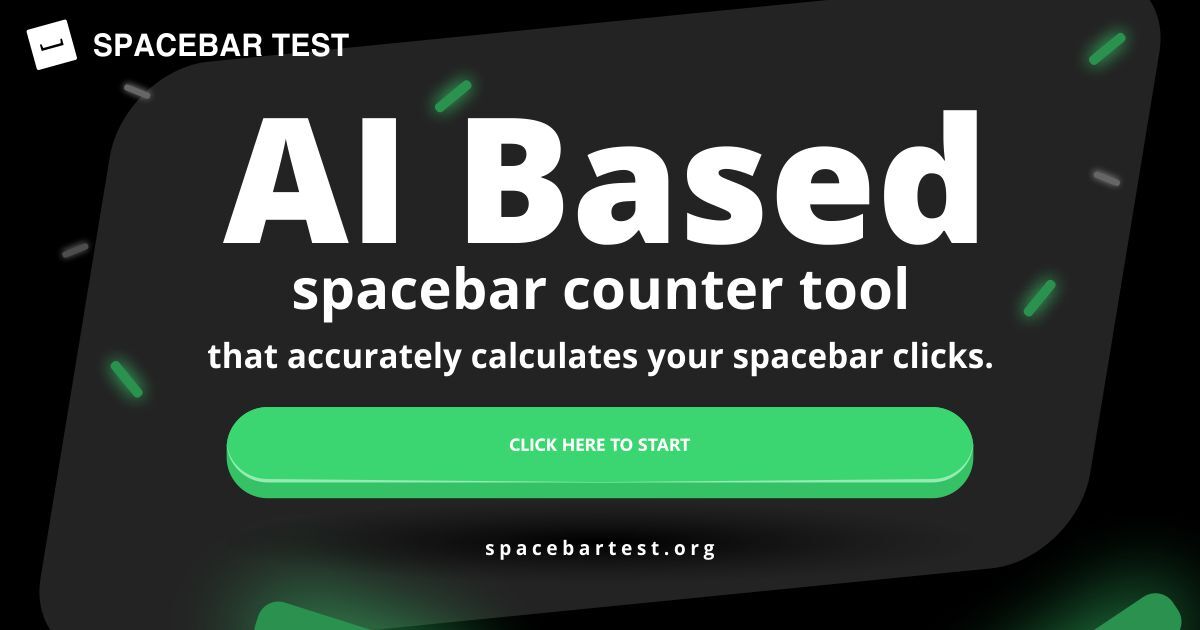 SPACEBAR TEST
AI Based
spacebar counter tool
that accurately calculates your spacebar clicks.
CLICK HERE TO START
spacebartest.org